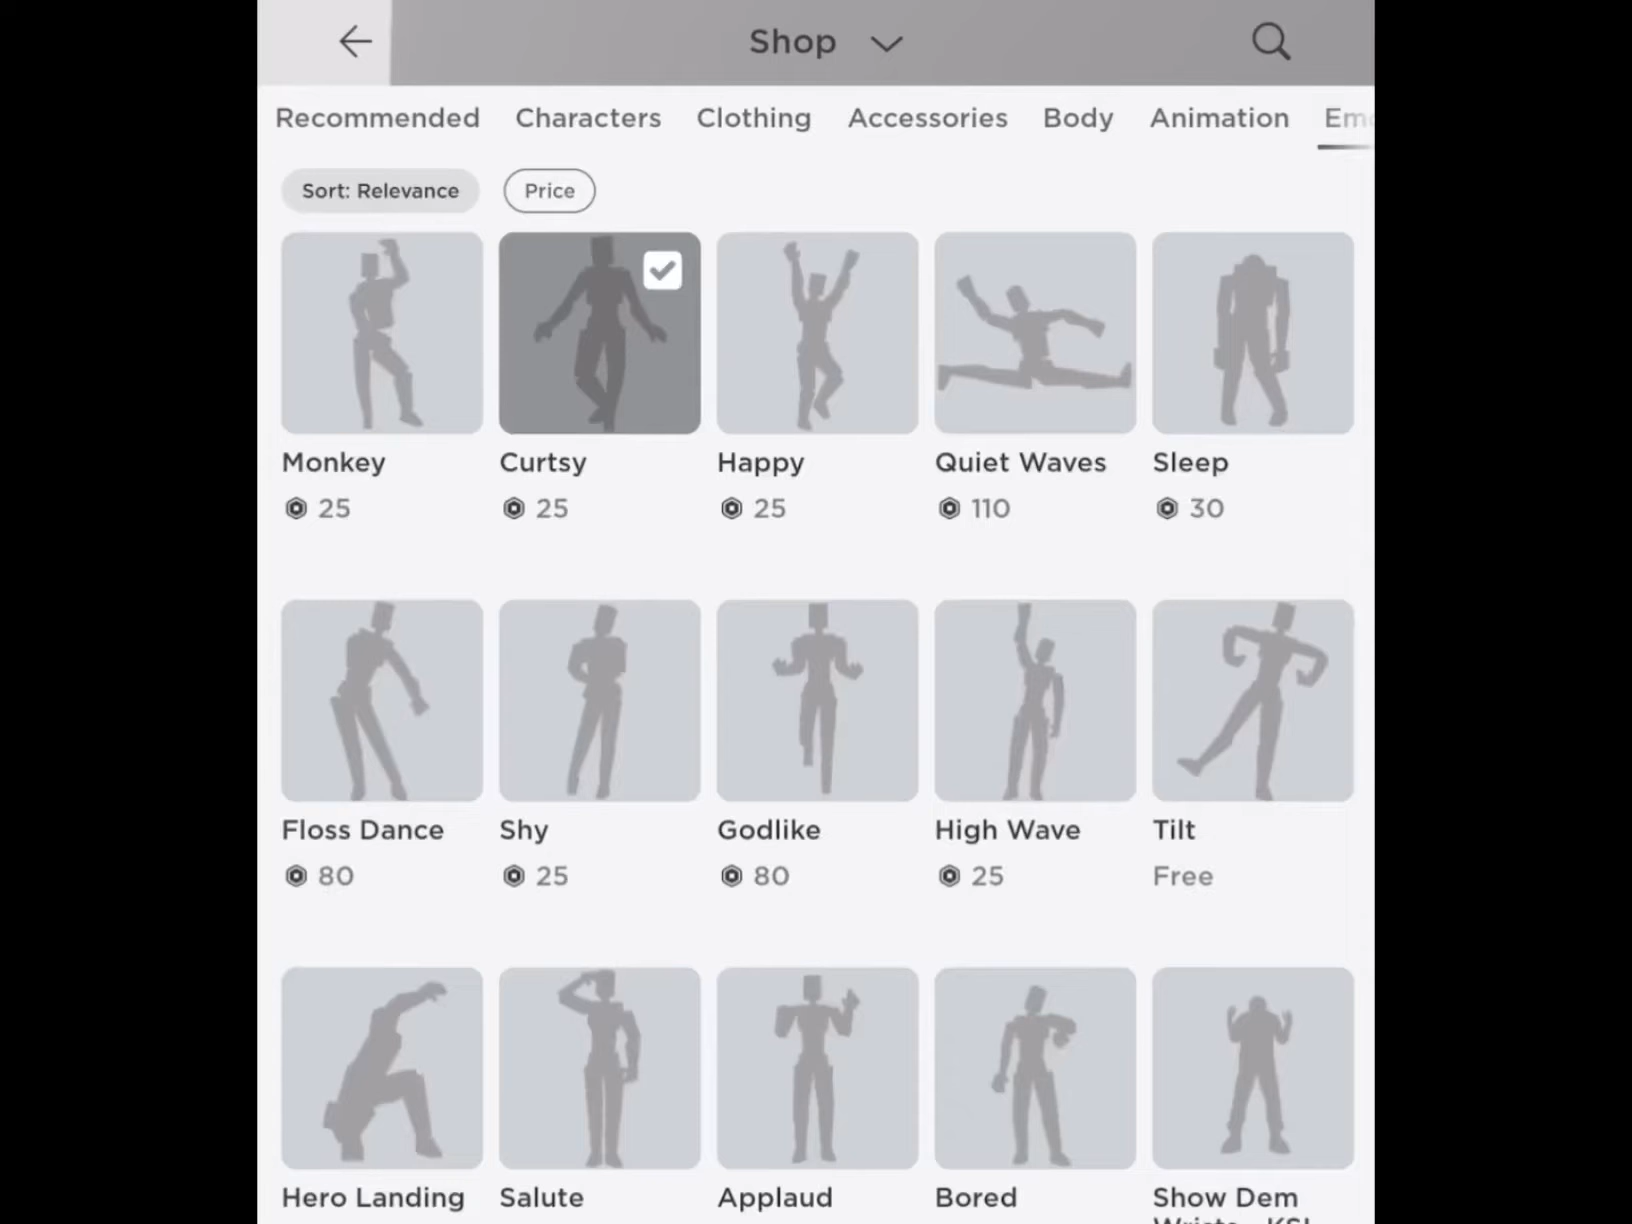 Shop
Recommended Characters Clothing Accessories Body Animation
Sort: Relevance Price
Monkey Curtsy Happy Quiet Waves Sleep
25 25 25 110 30
Floss Dance Shy Godlike High Wave Tilt
80 25 80 25 Free
Hero Landing Salute Applaud Bored Show Dem